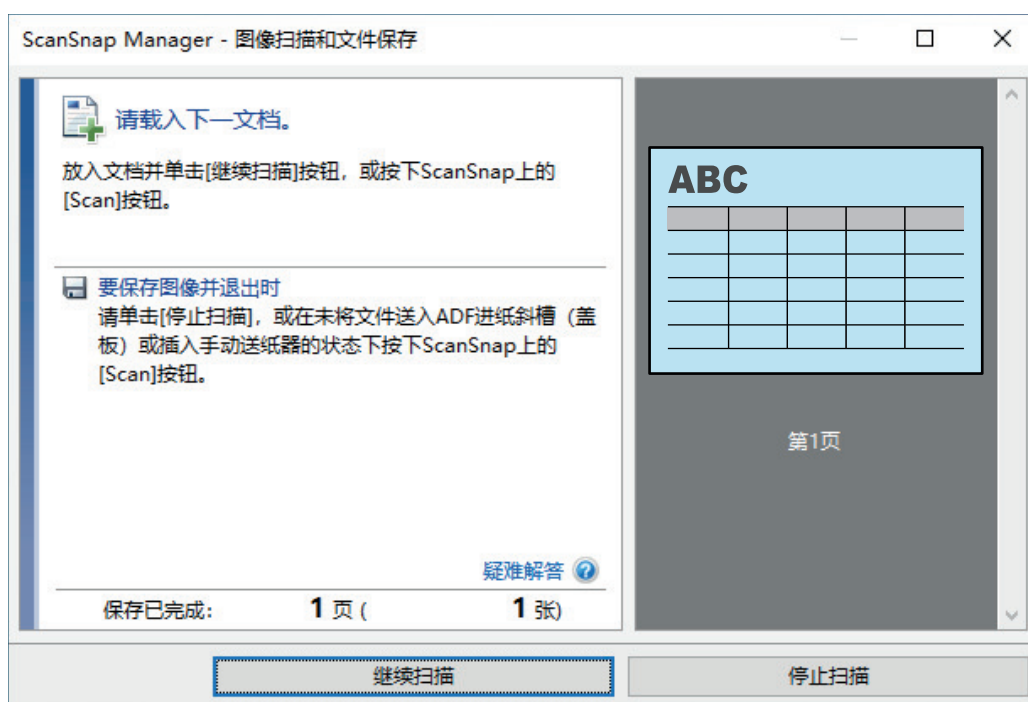 ScanSnap Manager - 图像扫描和文件保存
请载入下一文档。
放入文档并单击[继续扫描]按钮，或按下ScanSnap上的
[Scan]按钮。
要保存图像并退出时
请单击[停止扫描]，或在未将文件送入ADF进纸斜槽（盖
板）或插入手动送纸器的状态下按下ScanSnap上的
[Scan]按钮。
疑难解答
保存已完成: 1 页 ( 1 张)
ABC
第1页
继续扫描
停止扫描